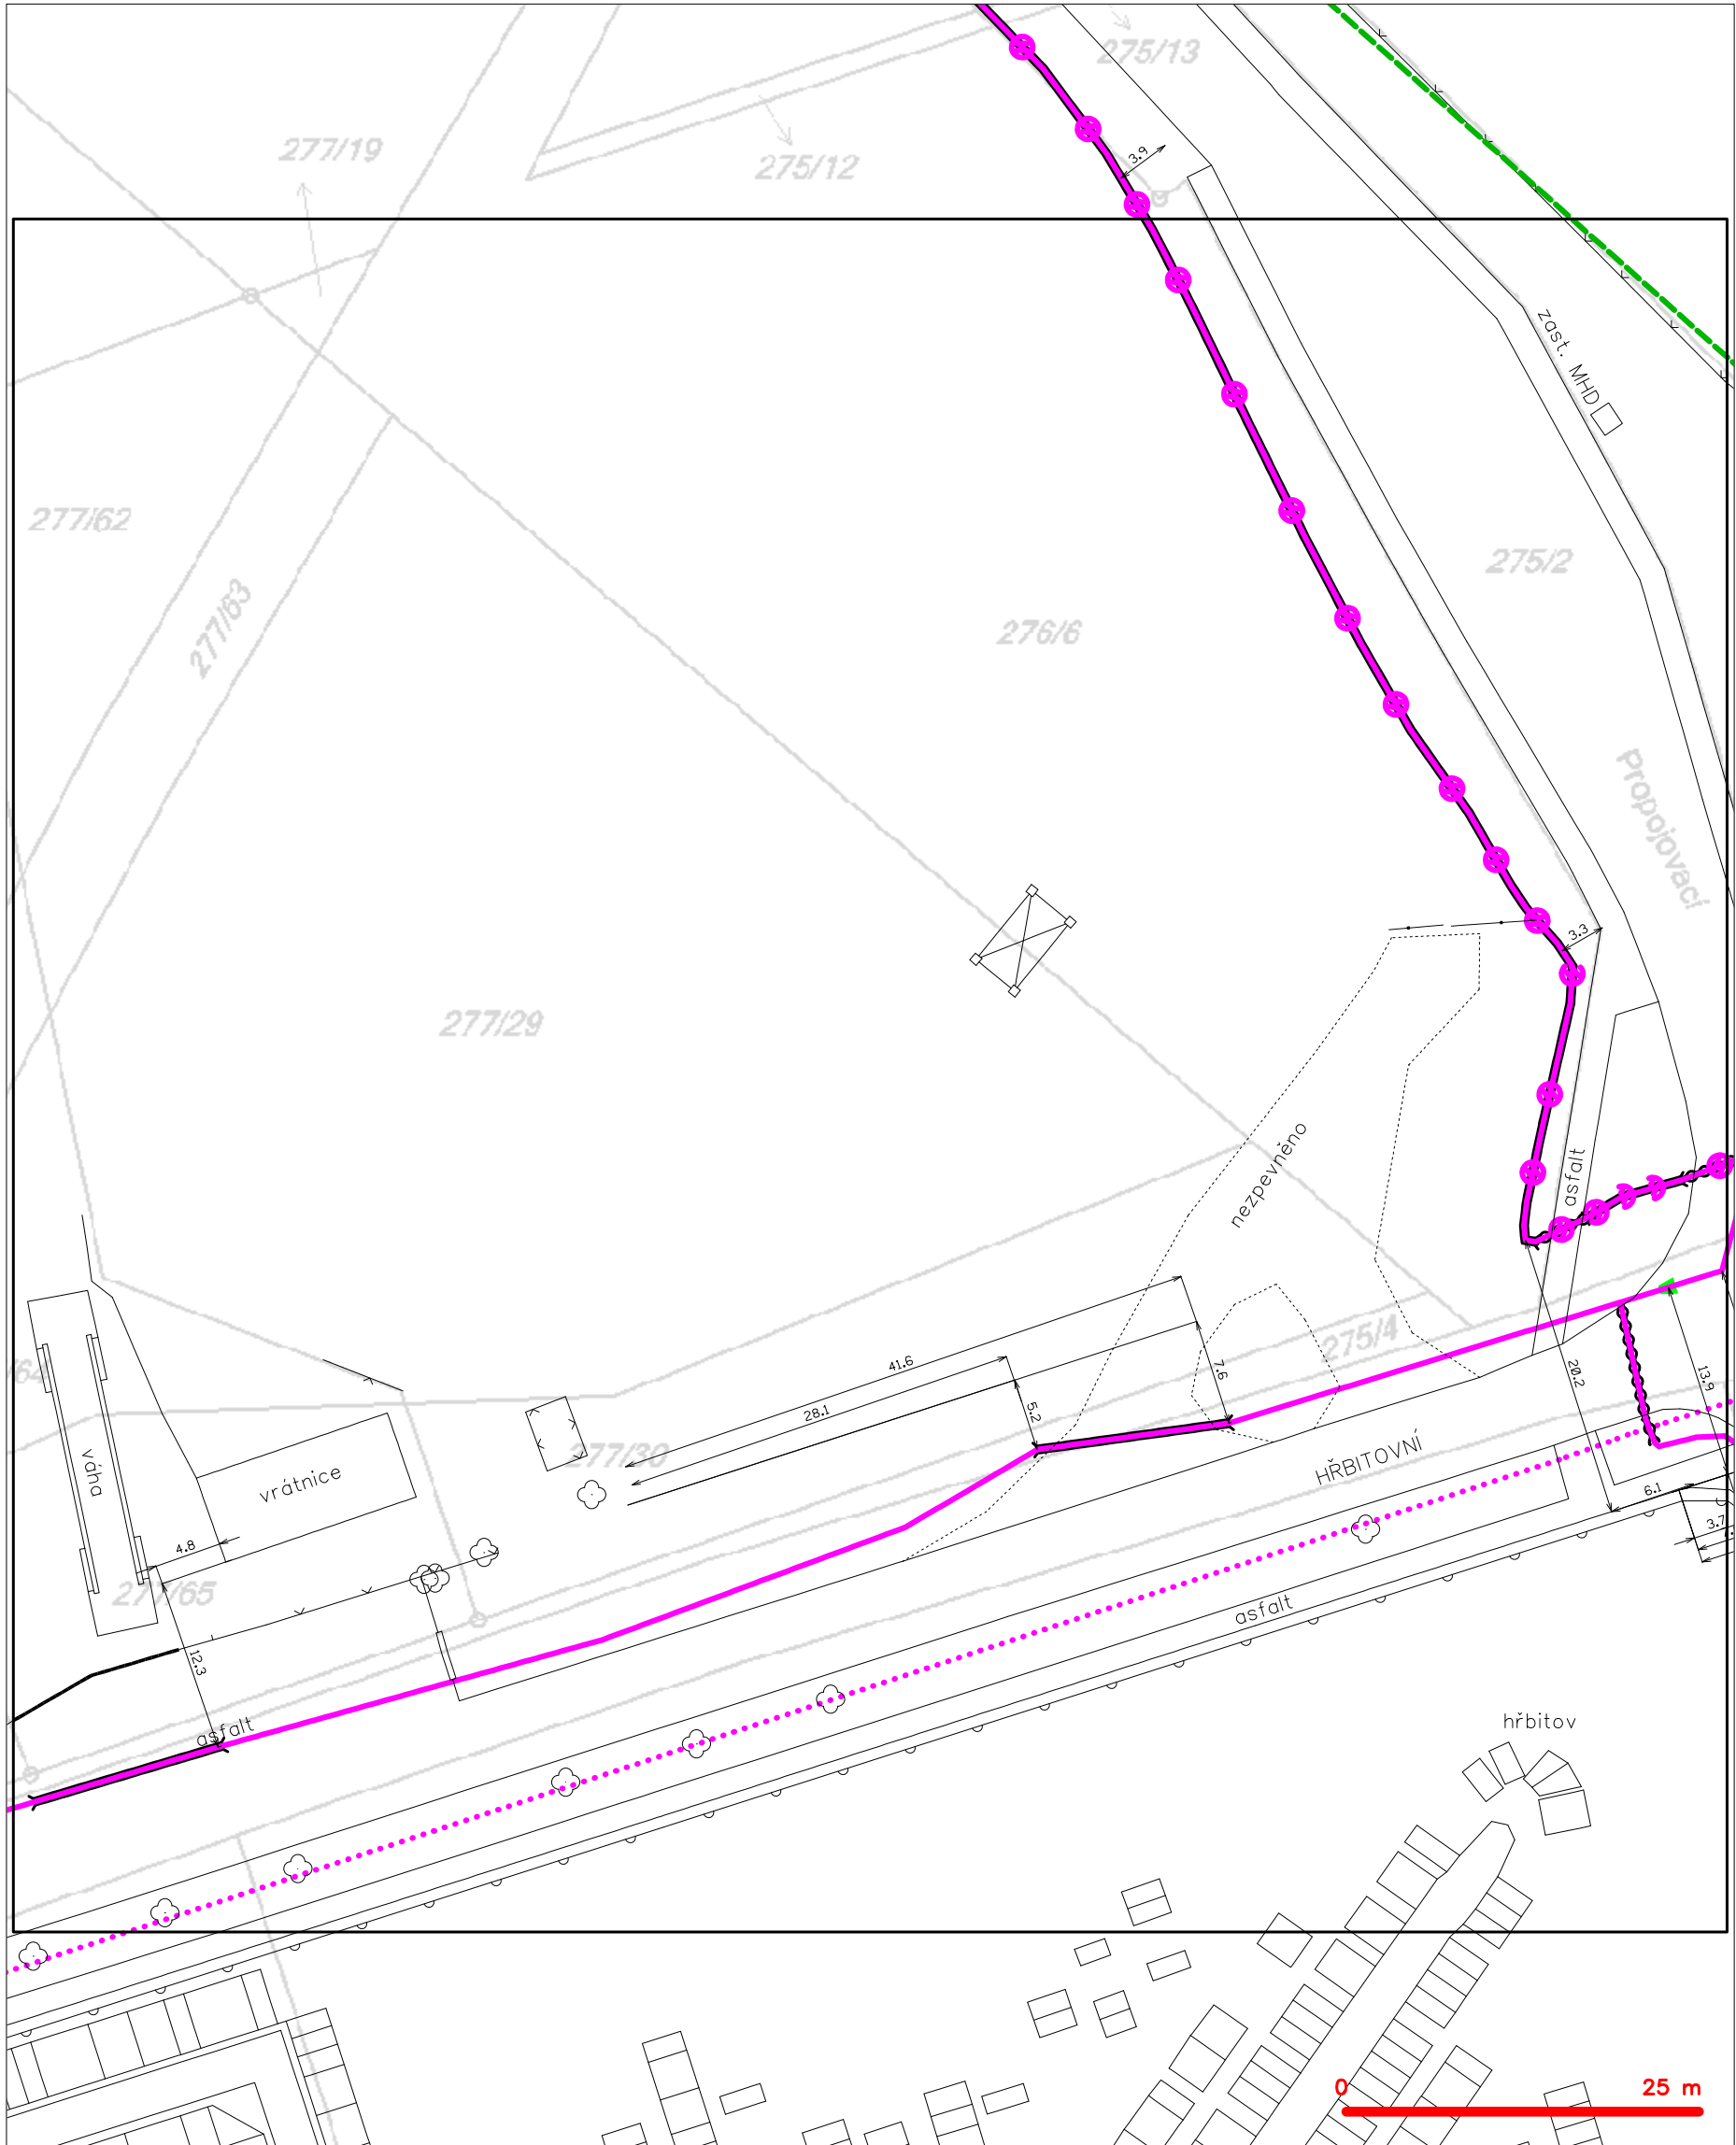 275/13
277/19
3.9
275/12
zast. MHD
277/62
275/2
277/63
276/6
Propojovací
3.3
277/29
nezpevněno
asfalt
275/4
41.6
7.6
20.2
13.9
28.1
5.2
277/30
HŘBITOVNÍ
váha
vrátnice
6.1
3.7
4.8
277/65
asfalt
12.3
asfalt
hřbitov
0 25 m